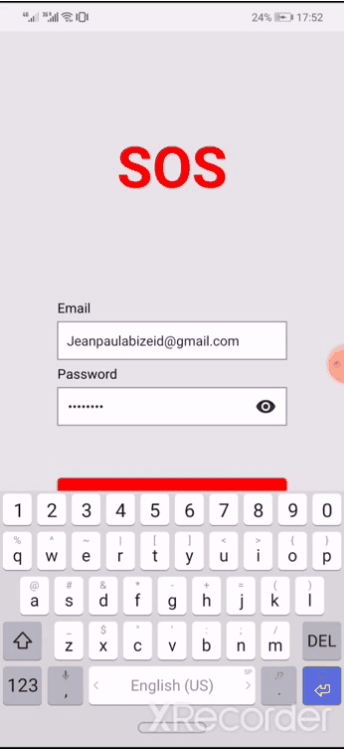 24% 17:52
SOS
Email
Jeanpaulabizeid@gmail.com
Password
••••••••
1 2 3 4 5 6 7 8 9 0
% ^ ~ | [ ] < > { }
q w e r t y u i o p
@ # & * - + = ( )
a s d f g h j k l
_ $ " ' : ; /
z x c v b n m DEL
123 , English (US) .
XRecorder